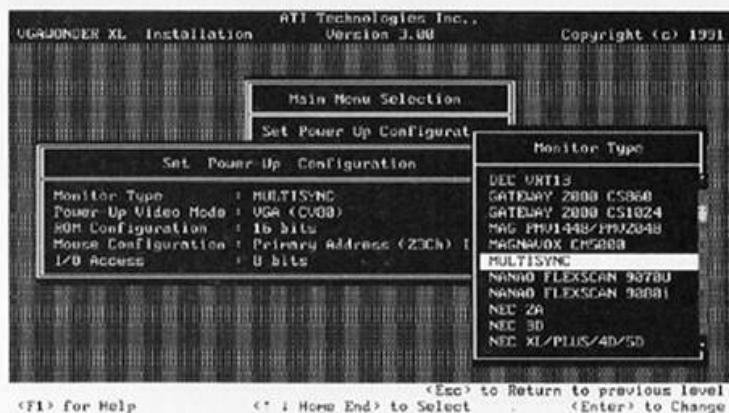 ATI Technologies Inc.,
VGAWONDER XL Installation Version 3.00 Copyright (c) 1991
Main Menu Selection
Set Power Up Configurat
Set Power-Up Configuration
Monitor Type : MULTISYNC
Power-Up Video Mode : VGA (CV80)
ROM Configuration : 16 bits
Mouse Configuration : Primary Address (23Ch) I
I/O Access : 8 bits
Monitor Type
DEC VRT13
GATEWAY 2000 CS860
GATEWAY 2000 CS1024
MAG PMV1448/PMV2048
MAGNAVOX CM5000
MULTISYNC
NANAO FLEXSCAN 9070U
NANAO FLEXSCAN 9080i
NEC 2A
NEC 3D
NEC XL/PLUS/4D/5D
<Esc> to Return to previous level
<F1> for Help <↑ ↓ Home End> to Select <Enter> to Change